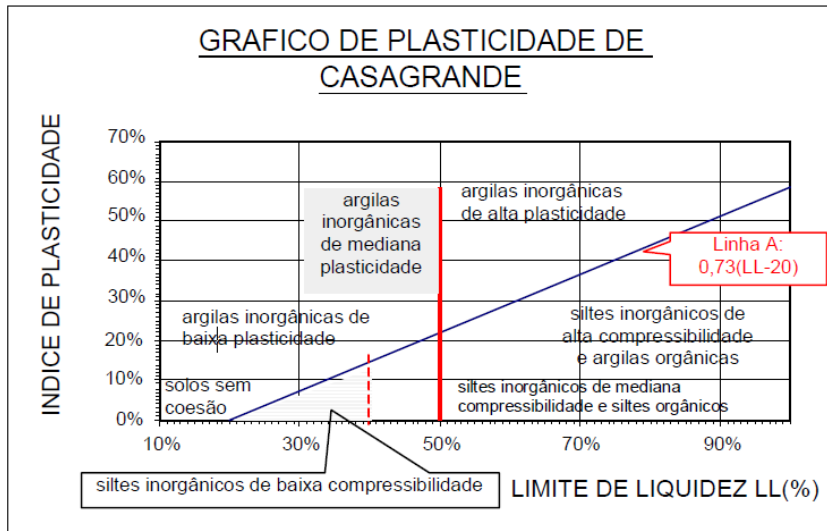 GRAFICO DE PLASTICIDADE DE
CASAGRANDE
INDICE DE PLASTICIDADE
70%
60%
50%
40%
30%
20%
10%
0%
argilas
inorgânicas
de mediana
plasticidade
argilas inorgânicas
de alta plasticidade
Linha A:
0,73(LL-20)
argilas inorgânicas de
baixa plasticidade
siltes inorgânicos de
alta compressibilidade
e argilas orgânicas
solos sem
coesão
siltes inorgânicos de mediana
compressibilidade e siltes orgânicos
10%
30%
50%
70%
90%
siltes inorgânicos de baixa compressibilidade
LIMITE DE LIQUIDEZ LL(%)